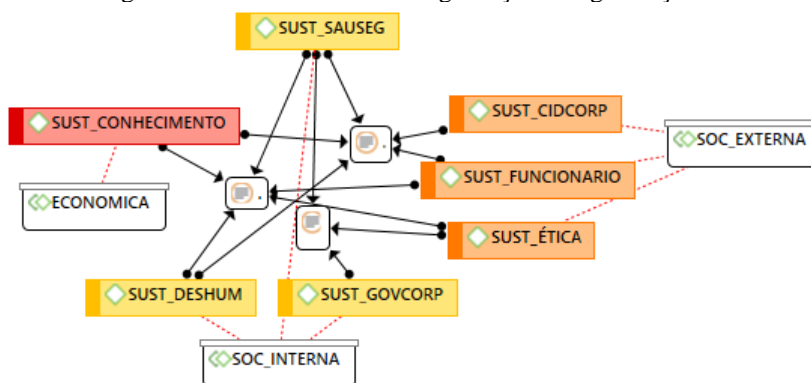 SUST_SAUSEG
SUST_CIDCORP
SUST_CONHECIMENTO
SOC_EXTERNA
SUST_FUNCIONARIO
ECONOMICA
SUST_ÉTICA
SUST_DESHUM
SUST_GOVCORP
SOC_INTERNA